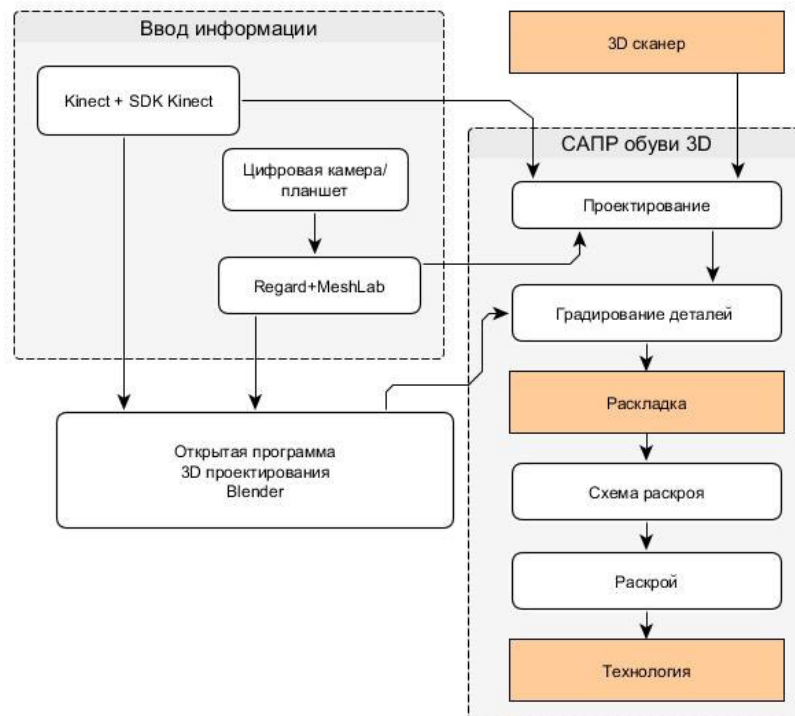 Ввод информации
3D сканер
Kinect + SDK Kinect
Цифровая камера/
планшет
Regard+MeshLab
САПР обуви 3D
Проектирование
Градирование деталей
Раскладка
Схема раскроя
Раскрой
Технология
Открытая программа
3D проектирования
Blender